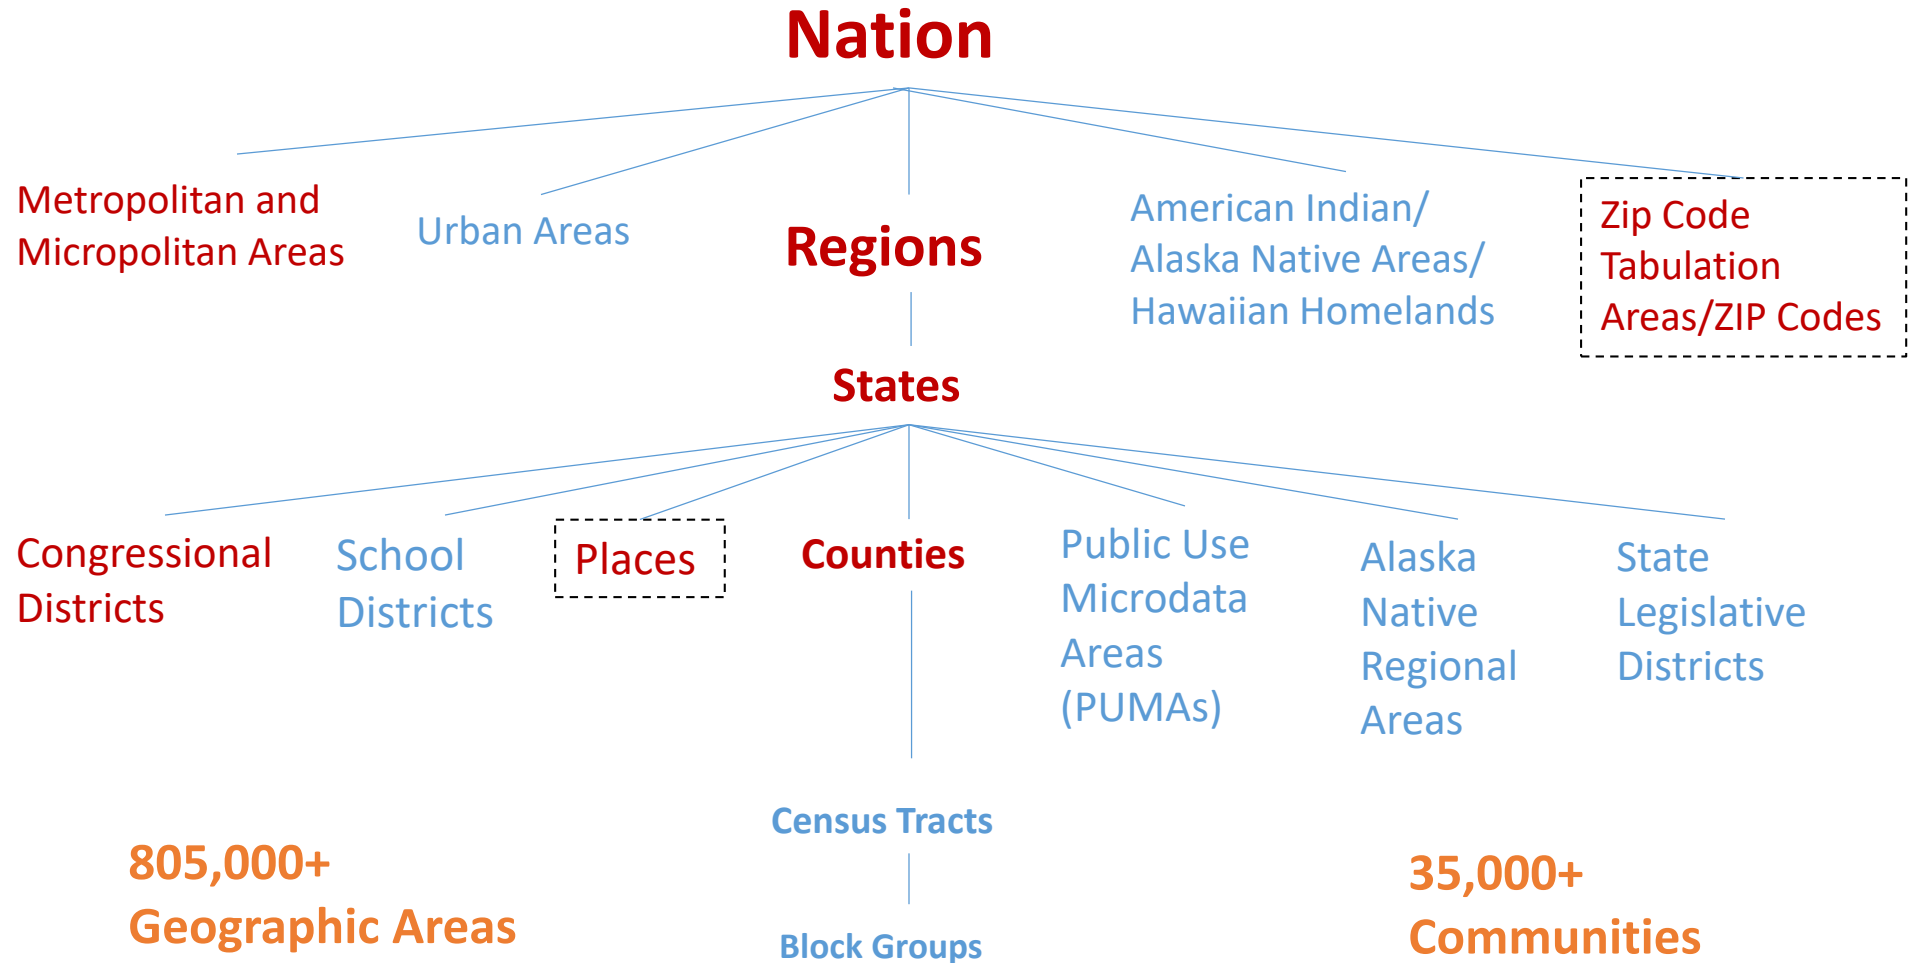 Nation
Metropolitan and
Micropolitan Areas
Urban Areas
Regions
American Indian/
Alaska Native Areas/
Hawaiian Homelands
Zip Code
Tabulation
Areas/ZIP Codes
States
Congressional
Districts
School
Districts
Places
Counties
Public Use
Microdata
Areas
(PUMAs)
Alaska
Native
Regional
Areas
State
Legislative
Districts
Census Tracts
805,000+
Geographic Areas
Block Groups
35,000+
Communities